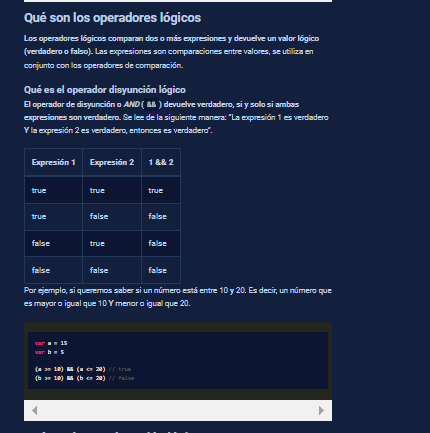 Qué son los operadores lógicos
Los operadores lógicos comparan dos o más expresiones y devuelve un valor lógico
(verdadero o falso). Las expresiones son comparaciones entre valores, se utiliza en
conjunto con los operadores de comparación.
Qué es el operador disyunción lógico
El operador de disyunción o AND ( && ) devuelve verdadero, si y solo si ambas
expresiones son verdadero. Se lee de la siguiente manera: "La expresión 1 es verdadero
Y la expresión 2 es verdadero, entonces es verdadero".
Expresión 1 Expresión 2 1 && 2
true true true
true false false
false true false
false false false
Por ejemplo, si queremos saber si un número está entre 10 y 20. Es decir, un número que
es mayor o igual que 10 Y menor o igual que 20.
var a = 15
var b = 5
(a >= 10) && (a <= 20) // true
(b >= 10) && (b <= 20) // false